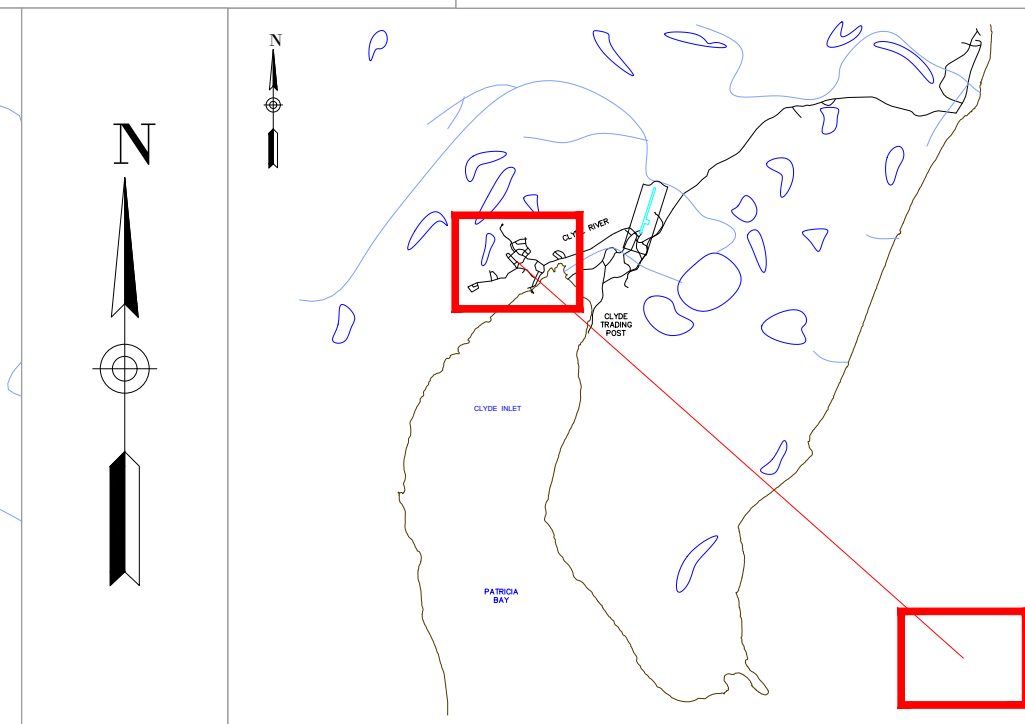 N
N
CLYDE RIVER
CLYDE
TRADING
POST
CLYDE INLET
PATRICIA
BAY